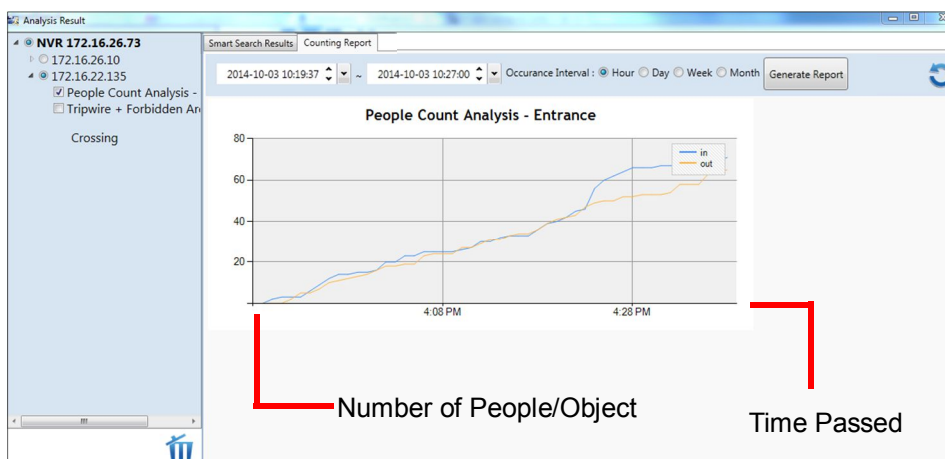 Analysis Result
NVR 172.16.26.73
172.16.26.10
172.16.22.135
People Count Analysis -
Tripwire + Forbidden Are
Crossing
Smart Search Results Counting Report
2014-10-03 10:19:37 ~ 2014-10-03 10:27:00 Occurance Interval : Hour Day Week Month Generate Report
People Count Analysis - Entrance
80
60
40
20
in
out
4:08 PM 4:28 PM
Number of People/Object
Time Passed